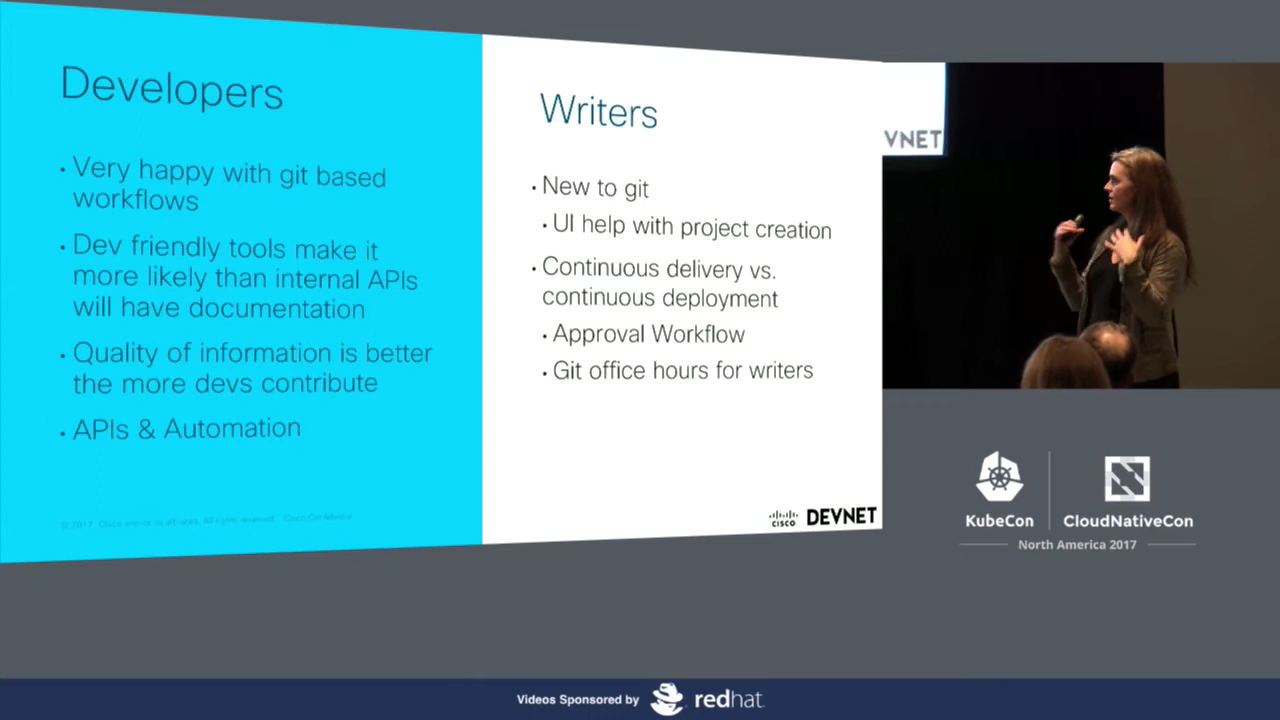 Developers
• Very happy with git based
workflows
• Dev friendly tools make it
more likely than internal APIs
will have documentation
• Quality of information is better
the more devs contribute
• APIs & Automation
Writers
• New to git
• UI help with project creation
• Continuous delivery vs.
continuous deployment
• Approval Workflow
• Git office hours for writers
CISCO DEVNET
VNET
KubeCon
CloudNativeCon
North America 2017
Videos Sponsored by redhat